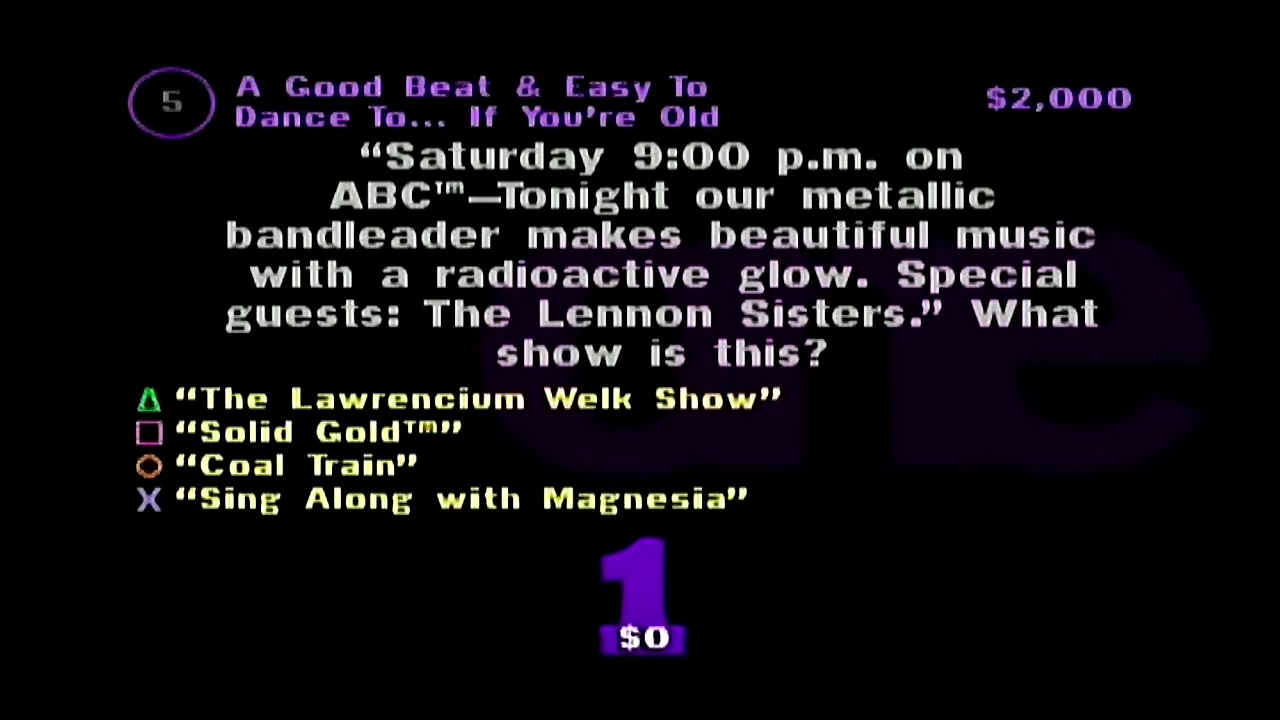 5
A Good Beat & Easy To
Dance To... If You're Old
$2,000
“Saturday 9:00 p.m. on
ABC™—Tonight our metallic
bandleader makes beautiful music
with a radioactive glow. Special
guests: The Lennon Sisters.” What
show is this?
“The Lawrencium Welk Show”
“Solid Gold™”
“Coal Train”
X “Sing Along with Magnesia”
1
$0